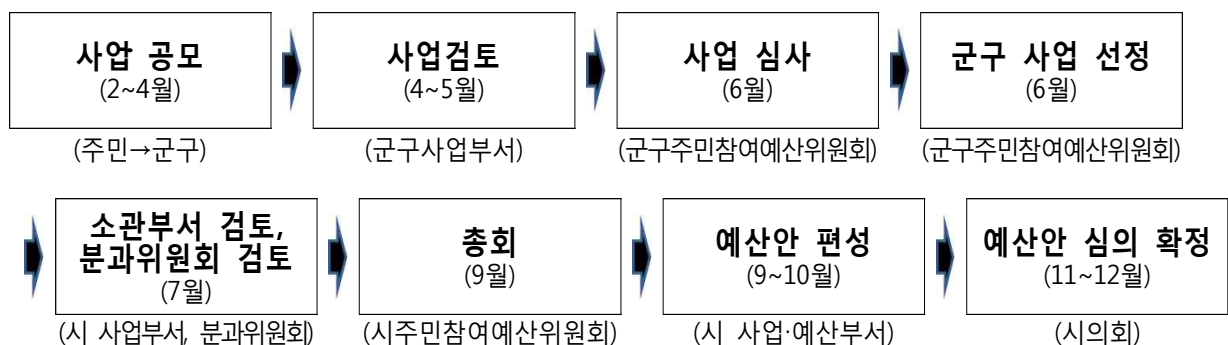 사업 공모
(2~4월)
(주민→군구)
사업검토
(4~5월)
(군구사업부서)
사업 심사
(6월)
(군구주민참여예산위원회)
군구 사업 선정
(6월)
(군구주민참여예산위원회)
소관부서 검토,
분과위원회 검토
(7월)
(시 사업부서, 분과위원회)
총회
(9월)
(시주민참여예산위원회)
예산안 편성
(9~10월)
(시 사업·예산부서)
예산안 심의 확정
(11~12월)
(시의회)